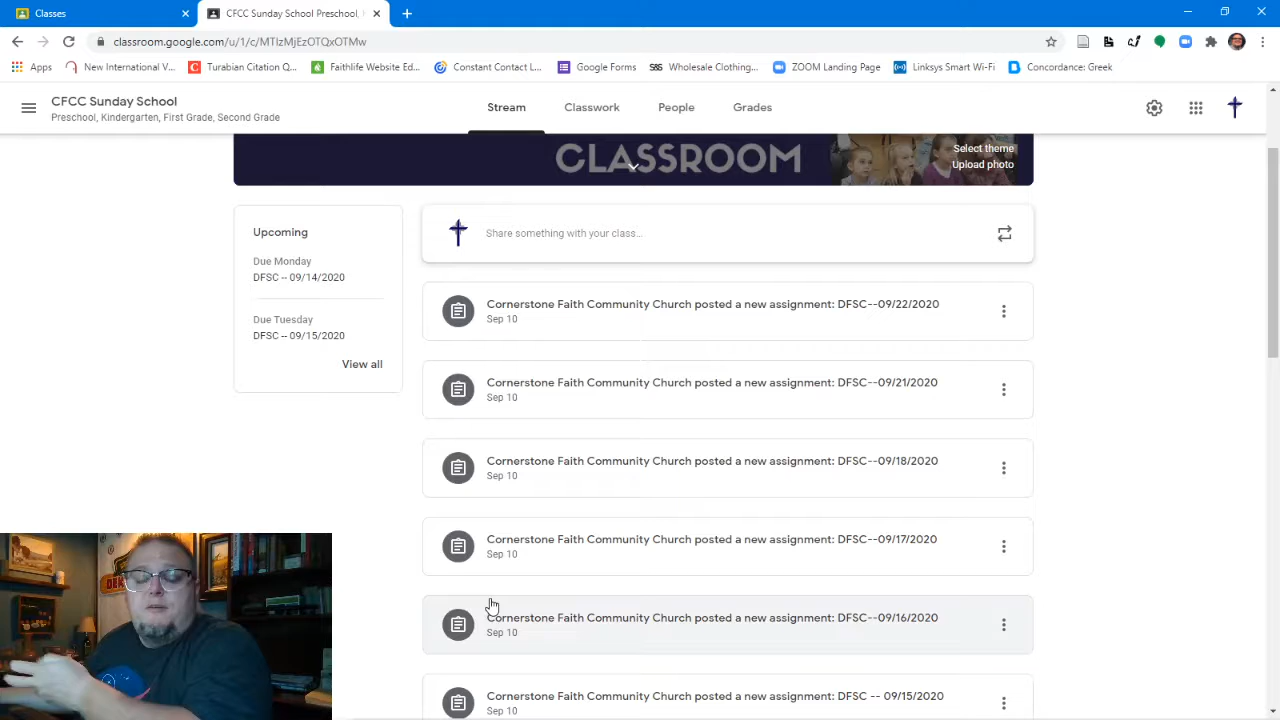 Classes
CFCC Sunday School Preschool,
classroom.google.com/u/1/c/MTIzMjEzOTQxOTMw
Apps
New International V...
Turabian Citation Q...
Faithlife Website Ed...
Constant Contact L...
Google Forms
S&S Wholesale Clothing...
ZOOM Landing Page
Linksys Smart Wi-Fi
Concordance: Greek
CFCC Sunday School
Preschool, Kindergarten, First Grade, Second Grade
Stream
Classwork
People
Grades
CLASSROOM
Select theme
Upload photo
Upcoming
Due Monday
DFSC -- 09/14/2020
Due Tuesday
DFSC -- 09/15/2020
View all
Share something with your class...
Cornerstone Faith Community Church posted a new assignment: DFSC--09/22/2020
Sep 10
Cornerstone Faith Community Church posted a new assignment: DFSC--09/21/2020
Sep 10
Cornerstone Faith Community Church posted a new assignment: DFSC--09/18/2020
Sep 10
Cornerstone Faith Community Church posted a new assignment: DFSC--09/17/2020
Sep 10
Cornerstone Faith Community Church posted a new assignment: DFSC--09/16/2020
Sep 10
Cornerstone Faith Community Church posted a new assignment: DFSC -- 09/15/2020
Sep 10